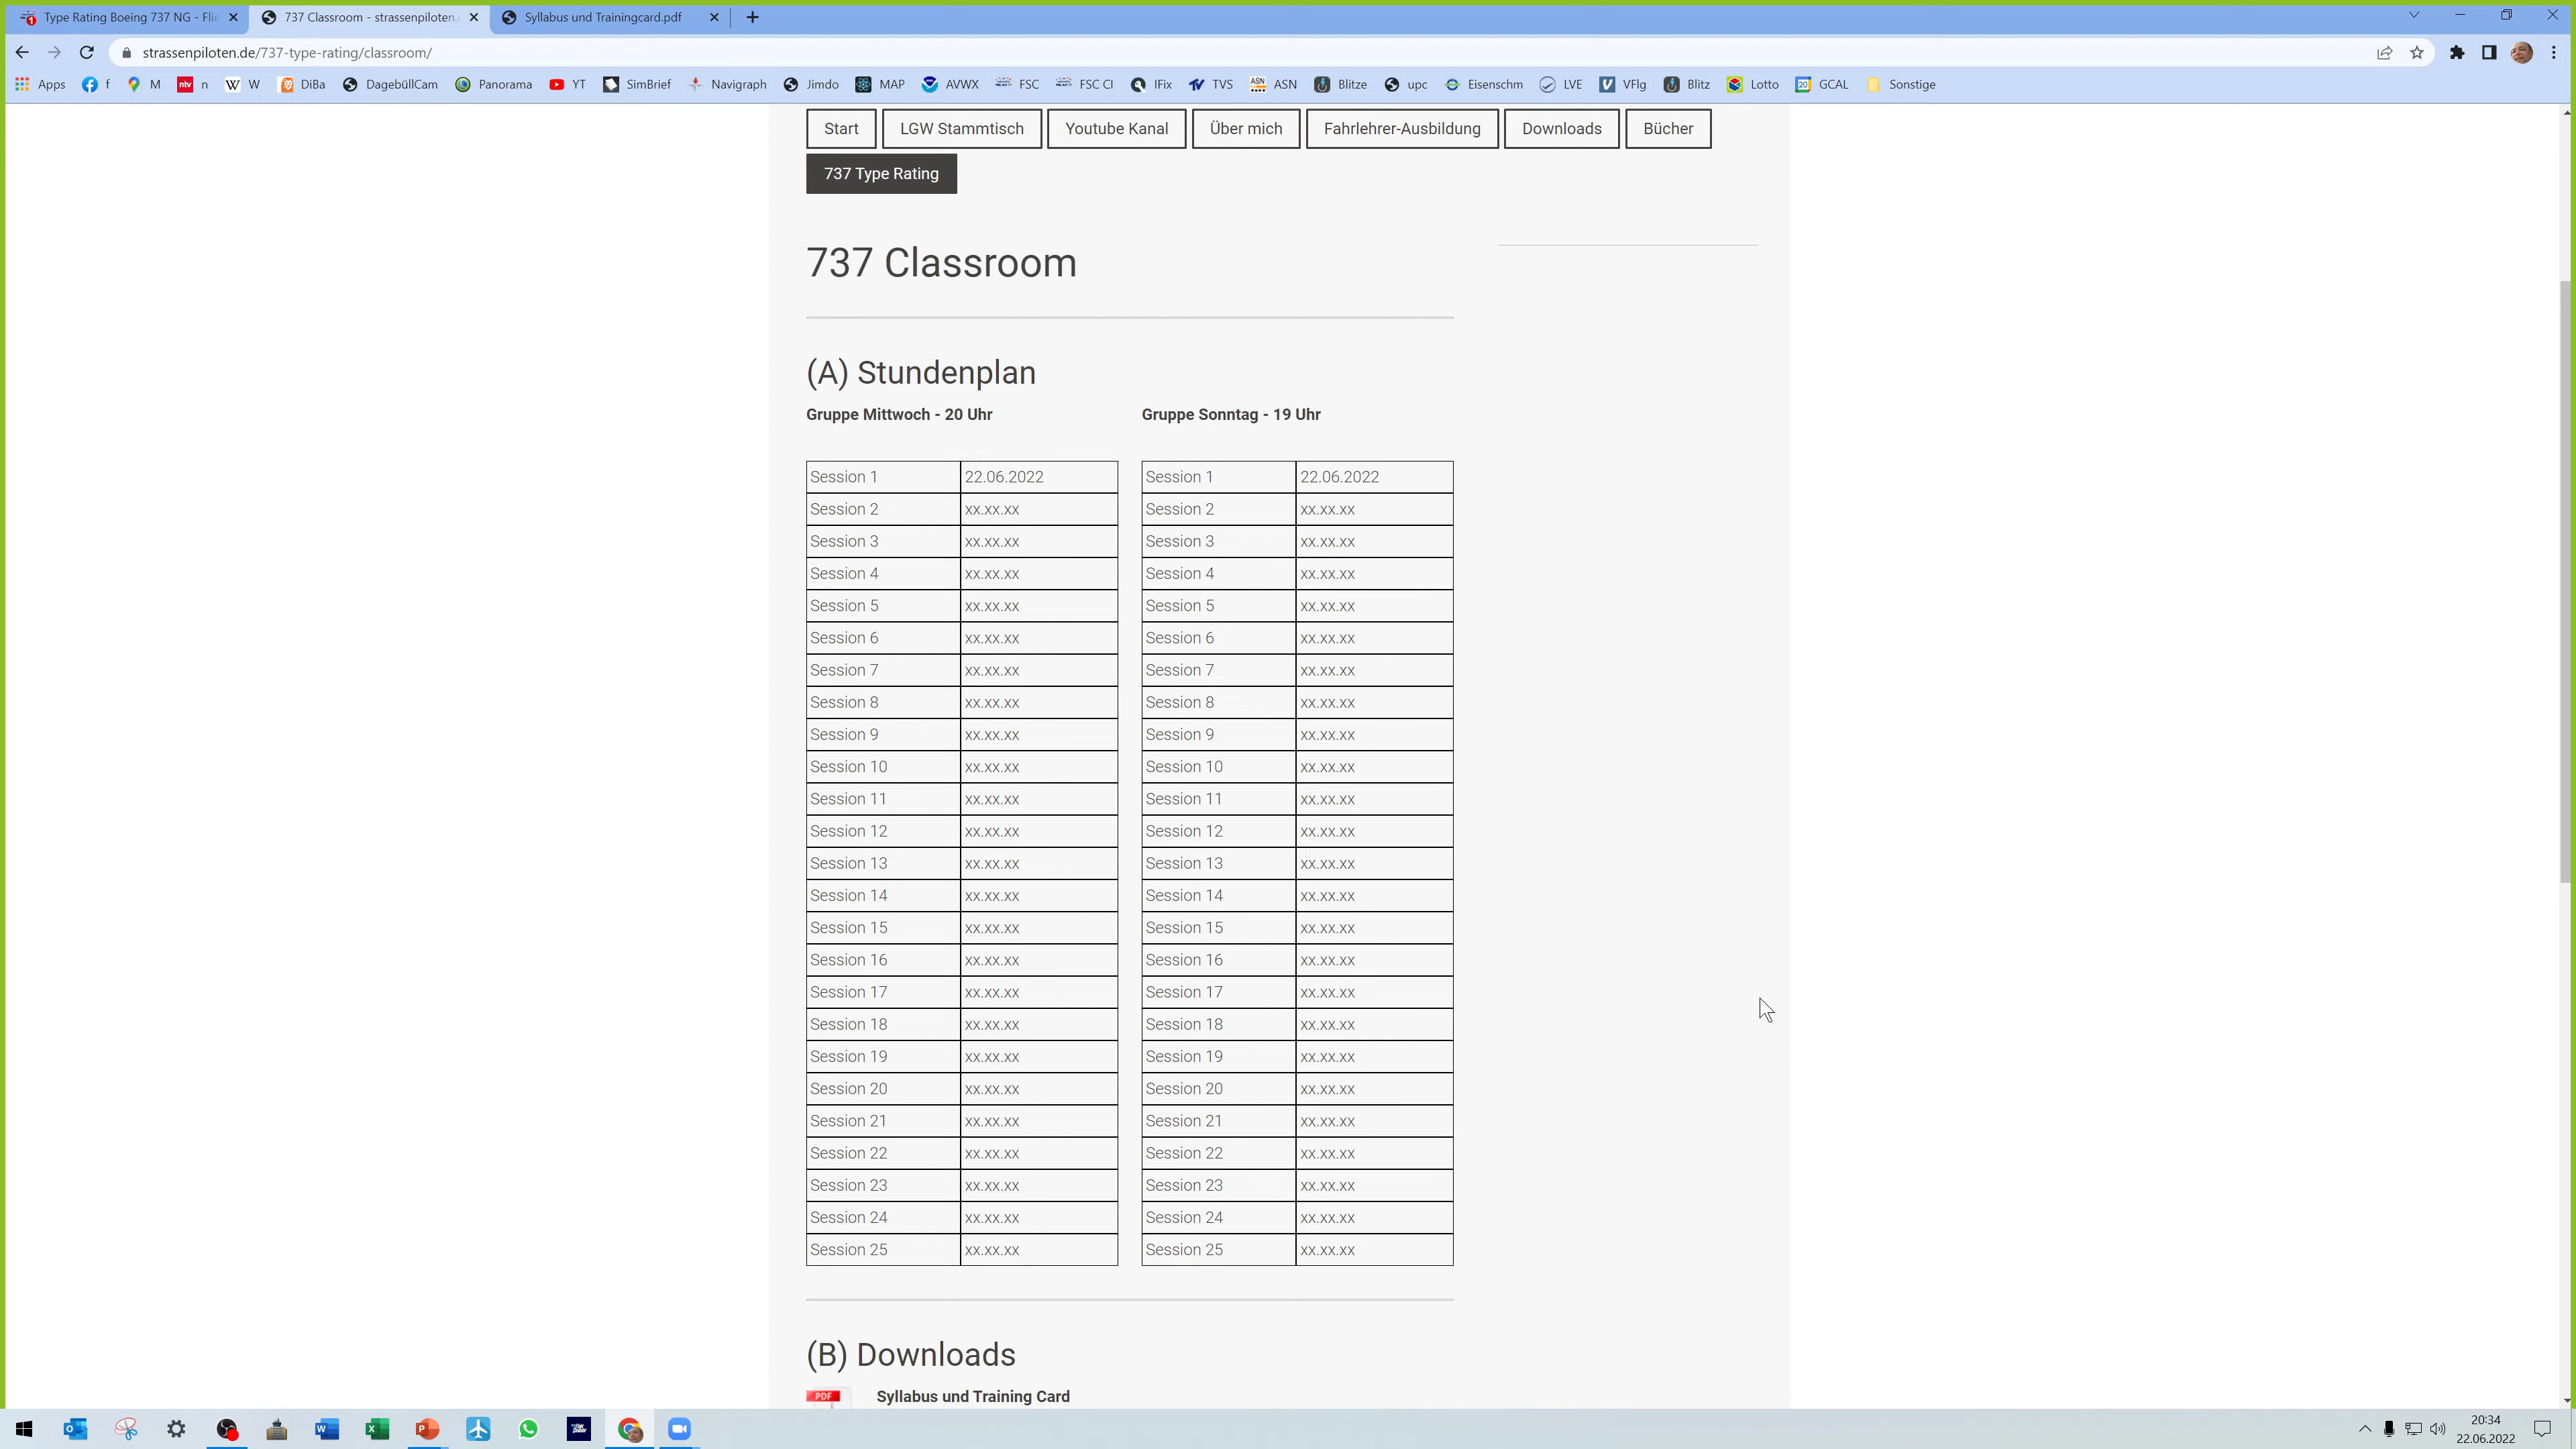 Type Rating Boeing 737 NG - Flie
737 Classroom - strassenpiloten.d
Syllabus und Trainingcard.pdf
strassenpiloten.de/737-type-rating/classroom/
Apps f M n W DiBa DagebüllCam Panorama YT SimBrief Navigraph Jimdo MAP AVWX FSC FSC CI IFix TVS ASN Blitze upc Eisenschm LVE VFlg Blitz Lotto GCAL Sonstige
Start LGW Stammtisch Youtube Kanal Über mich Fahrlehrer-Ausbildung Downloads Bücher
737 Type Rating
737 Classroom
(A) Stundenplan
Gruppe Mittwoch - 20 Uhr Gruppe Sonntag - 19 Uhr
Session 1 22.06.2022 Session 1 22.06.2022
Session 2 xx.xx.xx Session 2 xx.xx.xx
Session 3 xx.xx.xx Session 3 xx.xx.xx
Session 4 xx.xx.xx Session 4 xx.xx.xx
Session 5 xx.xx.xx Session 5 xx.xx.xx
Session 6 xx.xx.xx Session 6 xx.xx.xx
Session 7 xx.xx.xx Session 7 xx.xx.xx
Session 8 xx.xx.xx Session 8 xx.xx.xx
Session 9 xx.xx.xx Session 9 xx.xx.xx
Session 10 xx.xx.xx Session 10 xx.xx.xx
Session 11 xx.xx.xx Session 11 xx.xx.xx
Session 12 xx.xx.xx Session 12 xx.xx.xx
Session 13 xx.xx.xx Session 13 xx.xx.xx
Session 14 xx.xx.xx Session 14 xx.xx.xx
Session 15 xx.xx.xx Session 15 xx.xx.xx
Session 16 xx.xx.xx Session 16 xx.xx.xx
Session 17 xx.xx.xx Session 17 xx.xx.xx
Session 18 xx.xx.xx Session 18 xx.xx.xx
Session 19 xx.xx.xx Session 19 xx.xx.xx
Session 20 xx.xx.xx Session 20 xx.xx.xx
Session 21 xx.xx.xx Session 21 xx.xx.xx
Session 22 xx.xx.xx Session 22 xx.xx.xx
Session 23 xx.xx.xx Session 23 xx.xx.xx
Session 24 xx.xx.xx Session 24 xx.xx.xx
Session 25 xx.xx.xx Session 25 xx.xx.xx
(B) Downloads
PDF Syllabus und Training Card
20:34
22.06.2022